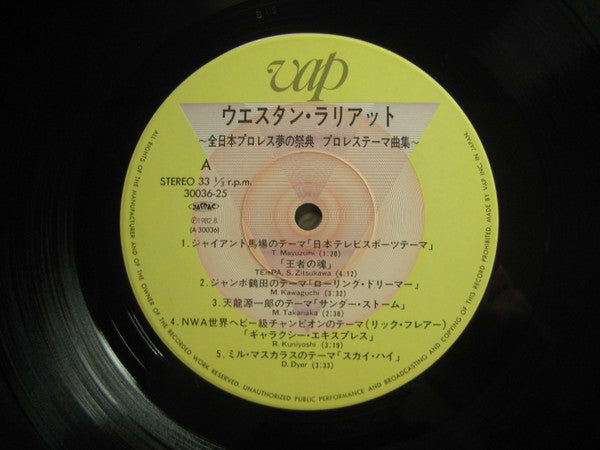 vap
ウエスタン・ラリアット
〜全日本プロレス夢の祭典 プロレステーマ曲集〜
A
STEREO 33 1/3 r.p.m.
30036-25
℗1982.8.
(A 30036)
1. ジャイアント馬場のテーマ「日本テレビスポーツテーマ」
T. Mayuzumi (1:20)
「王者の魂」
TEnPA, S. Zitsukawa (4:12)
2. ジャンボ鶴田のテーマ「ローリング・ドリーマー」
M. Kawaguchi (3:32)
3. 天龍源一郎のテーマ「サンダー・ストーム」
M. Takanaka (2:38)
4. NWA世界ヘビー級チャンピオンのテーマ(リック・フレアー)
「ギャラクシー・エキスプレス」
R. Kuniyoshi (3:19)
5. ミル・マスカラスのテーマ「スカイ・ハイ」
D. Dyer (3:33)
ALL RIGHTS OF THE MANUFACTURER AND OF THE OWNER OF THE RECORDED WORK RESERVED. UNAUTHORIZED PUBLIC PERFORMANCE AND BROADCASTING AND COPYING OF THIS RECORD PROHIBITED, MADE BY VAP INC. IN JAPAN.